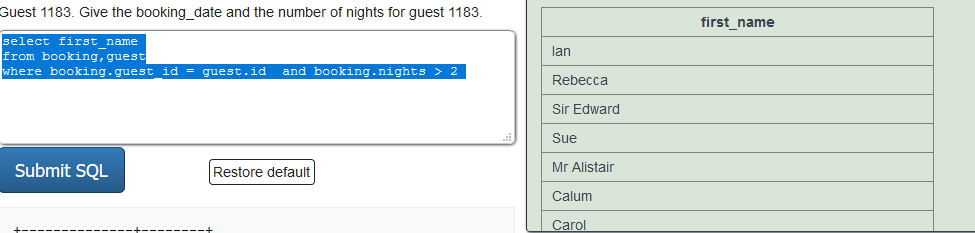 Guest 1183. Give the booking_date and the number of nights for guest 1183.
select first_name
from booking,guest
where booking.guest_id = guest.id  and booking.nights > 2
Submit SQL
Restore default
+--------------+--------+
first_name
Ian
Rebecca
Sir Edward
Sue
Mr Alistair
Calum
Carol